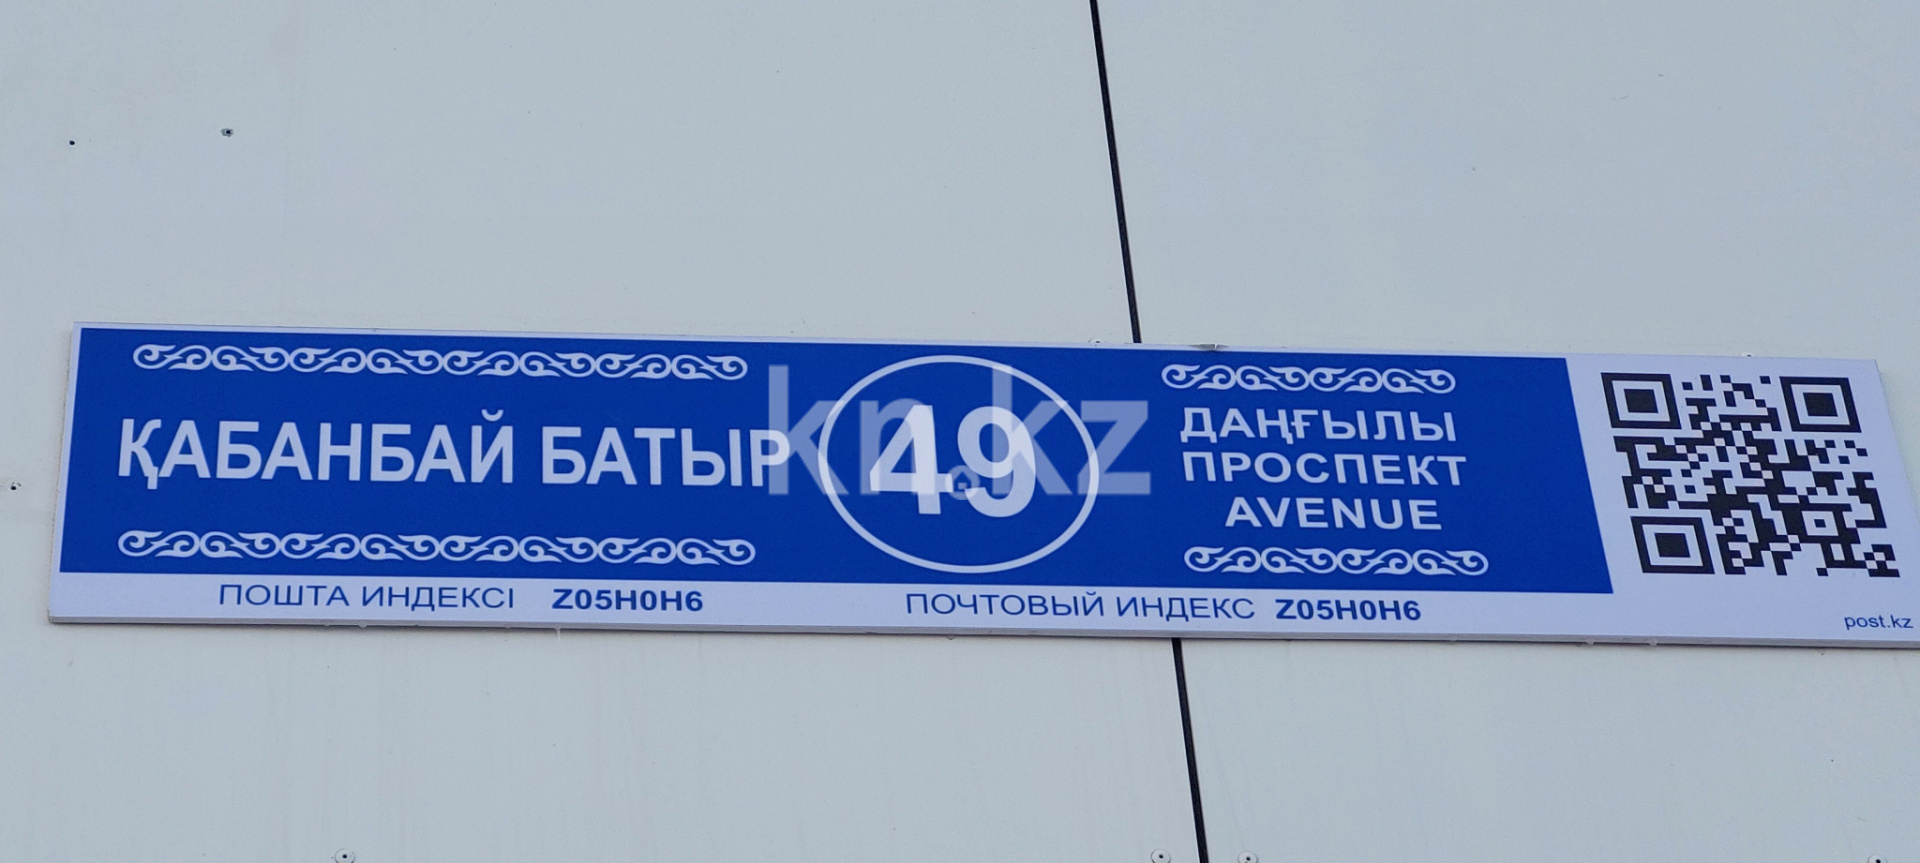 ҚАБАНБАЙ БАТЫР
49
ДАҢҒЫЛЫ
ПРОСПЕКТ
AVENUE
ПОШТА ИНДЕКСІ Z05H0H6
ПОЧТОВЫЙ ИНДЕКС Z05H0H6
post.kz
kn.kz